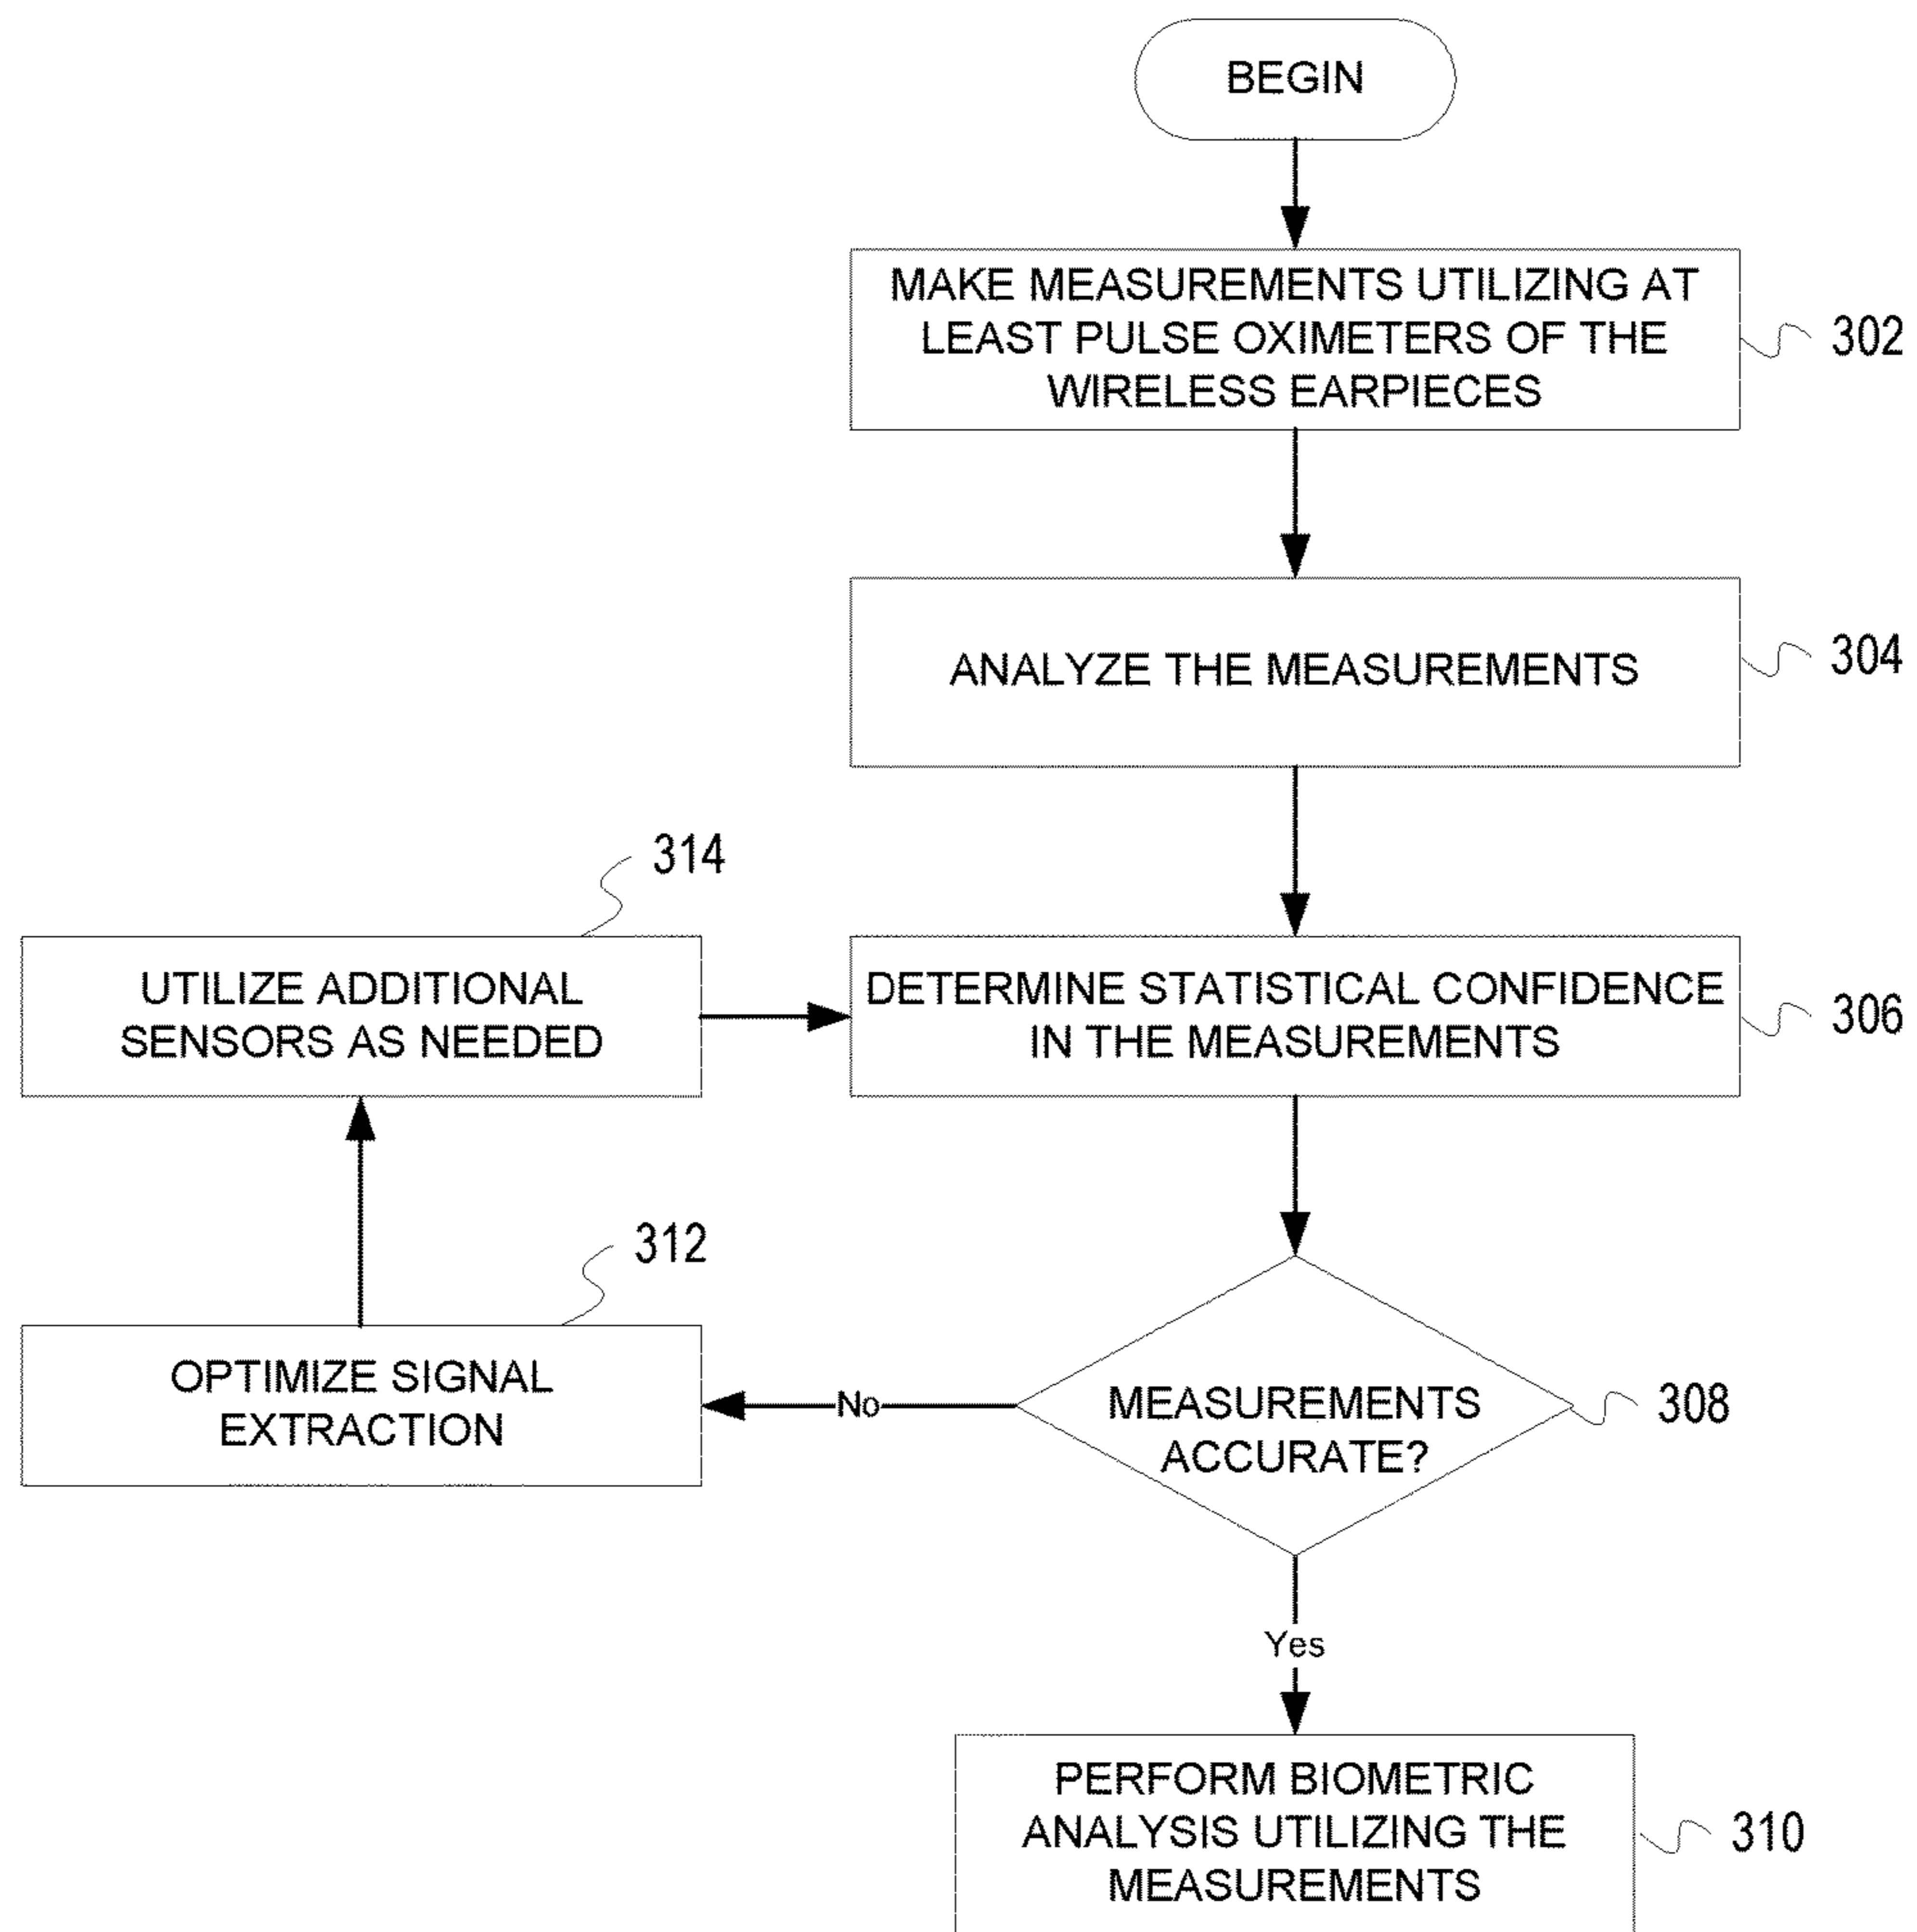 BEGIN
MAKE MEASUREMENTS UTILIZING AT
LEAST PULSE OXIMETERS OF THE
WIRELESS EARPIECES
302
ANALYZE THE MEASUREMENTS
304
314
UTILIZE ADDITIONAL
SENSORS AS NEEDED
DETERMINE STATISTICAL CONFIDENCE
IN THE MEASUREMENTS
306
312
OPTIMIZE SIGNAL
EXTRACTION
No
MEASUREMENTS
ACCURATE?
308
Yes
PERFORM BIOMETRIC
ANALYSIS UTILIZING THE
MEASUREMENTS
310